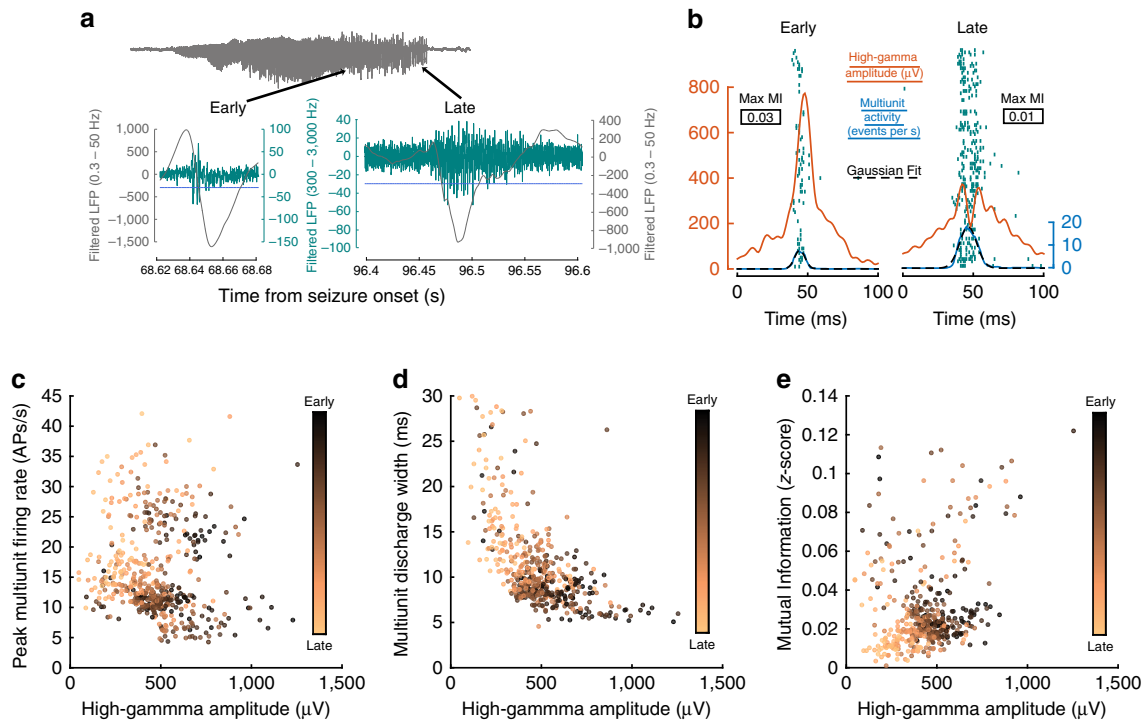 a
Early
Late
Filtered LFP (0.3 – 50 Hz)
1,000
500
0
−500
−1,000
−1,500
100
50
0
−50
−100
−150
Filtered LFP (300 – 3,000 Hz)
68.62
68.64
68.66
68.68
40
20
0
−20
−40
−60
−80
−100
400
200
0
−200
−400
−600
−800
−1,000
Filtered LFP (0.3 – 50 Hz)
96.4
96.45
96.5
96.55
96.6
Time from seizure onset (s)
b
Early
Late
High-gamma
amplitude (μV)
Max MI
0.03
Multiunit
activity
(events per s)
Max MI
0.01
Gaussian Fit
800
600
400
200
0
20
10
0
0
50
100
50
100
Time (ms)
Time (ms)
c
Peak multiunit firing rate (APs/s)
45
40
35
30
25
20
15
10
5
0
0
500
1,000
1,500
High-gammma amplitude (μV)
Early
Late
d
Multiunit discharge width (ms)
30
25
20
15
10
5
0
0
500
1,000
1,500
High-gammma amplitude (μV)
Early
Late
e
Mutual Information (z-score)
0.14
0.12
0.1
0.08
0.06
0.04
0.02
0
0
500
1,000
1,500
High-gammma amplitude (μV)
Early
Late